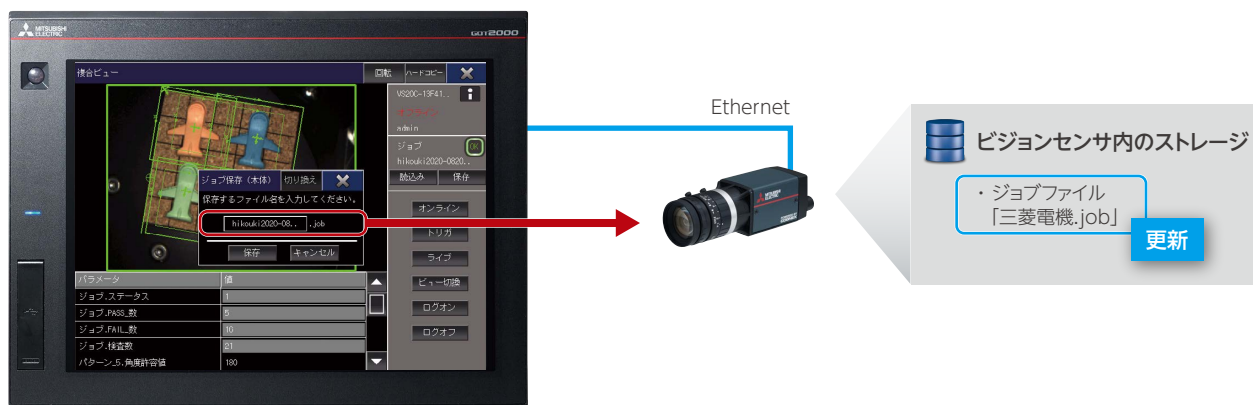 MITSUBISHI
ELECTRIC
GOT2000
複合ビュー
回転
ハードコピー
VS20C-13F41..
オンライン
admin
ジョブ
OK
hikouki2020-0820..
読込み
保存
ジョブ保存（本体）
切り換え
保存するファイル名を入力してください。
hikouki2020-08..
.job
保存
キャンセル
オンライン
トリガ
ライブ
ビュー切換
ログオン
ログオフ
パラメータ
値
ジョブ.ステータス
1
ジョブ.PASS_数
5
ジョブ.FAIL_数
10
ジョブ.検査数
21
パターン_5.角度許容値
180
Ethernet
MITSUBISHI
ELECTRIC
ビジョンセンサ内のストレージ
・ジョブファイル
「三菱電機.job」
更新